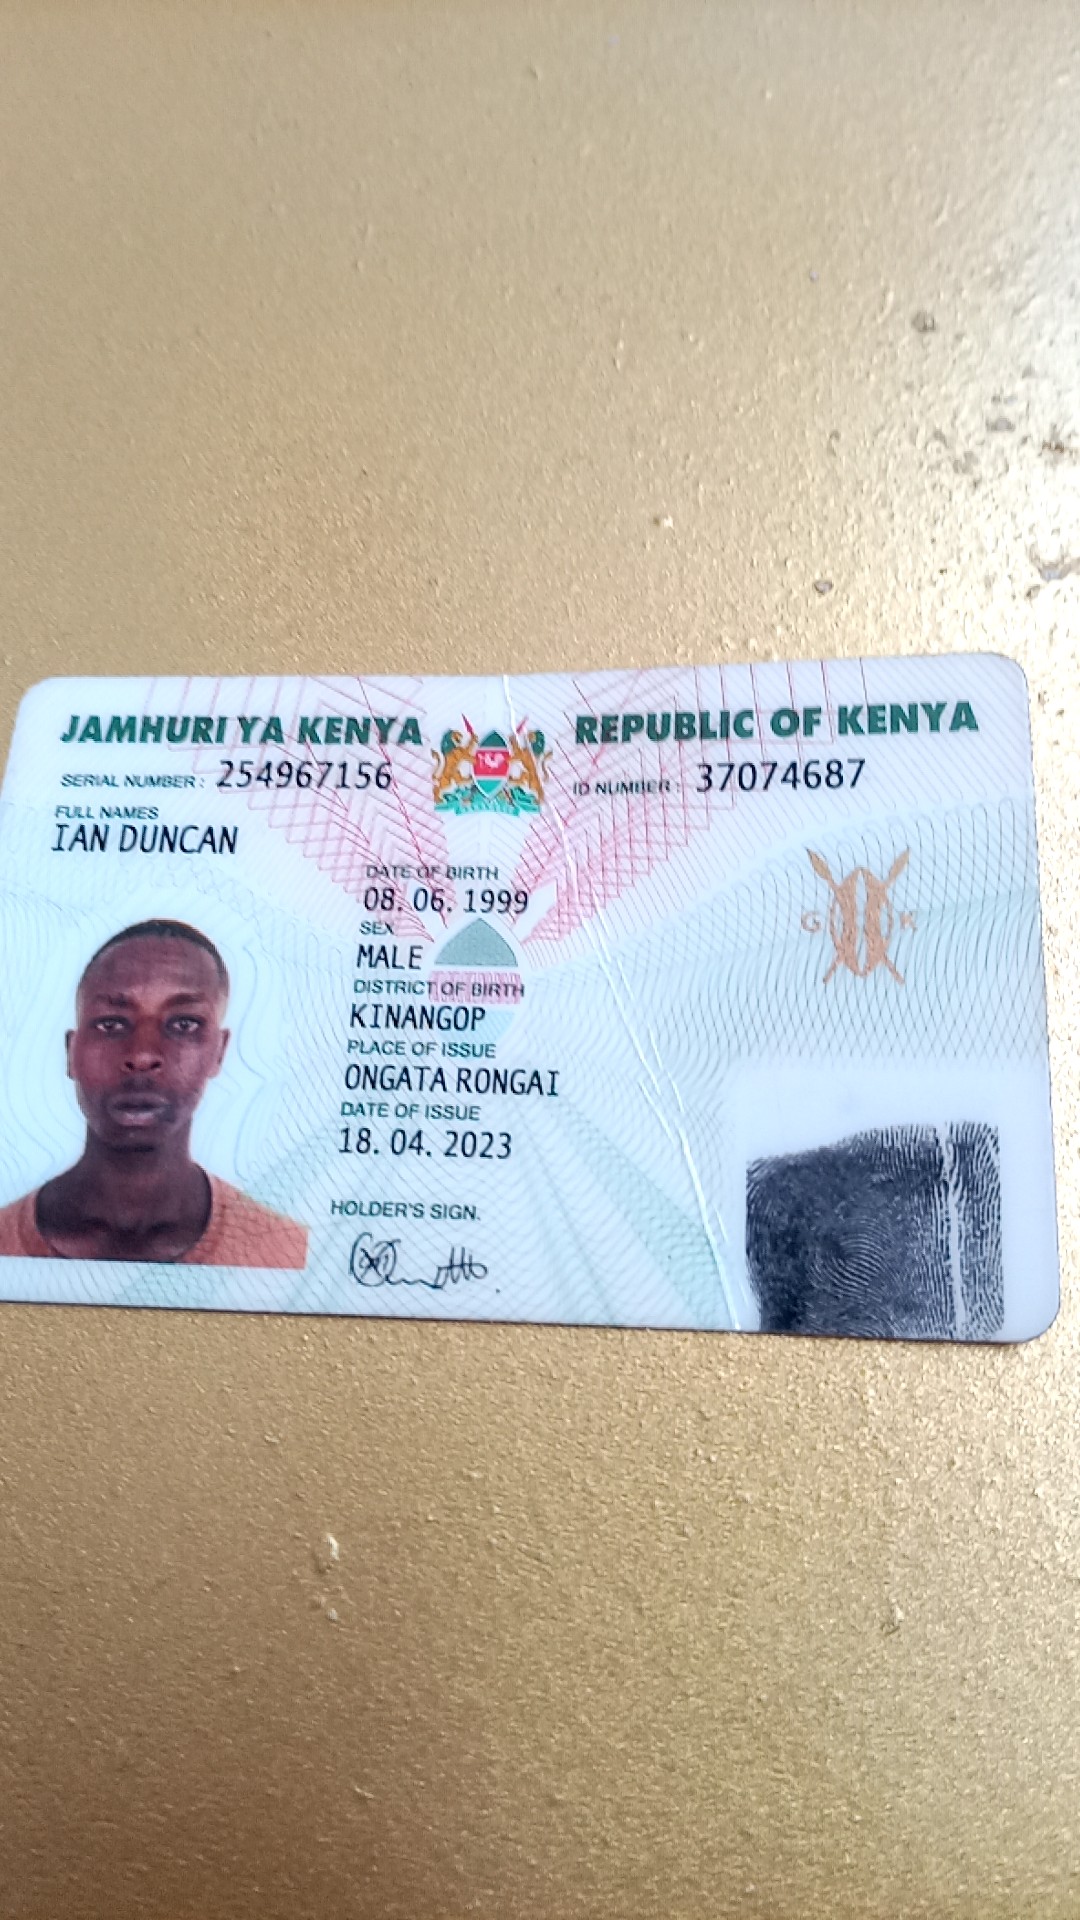 JAMHURI YA KENYA
REPUBLIC OF KENYA
SERIAL NUMBER: 254967156
ID NUMBER: 37074687
FULL NAMES
IAN DUNCAN
DATE OF BIRTH
08. 06. 1999
SEX
MALE
DISTRICT OF BIRTH
KINANGOP
PLACE OF ISSUE
ONGATA RONGAI
DATE OF ISSUE
18. 04. 2023
HOLDER'S SIGN.
G K